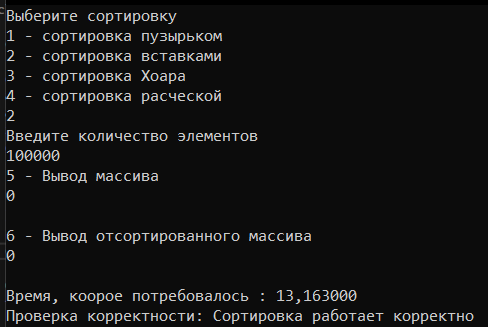 Выберите сортировку
1 - сортировка пузырьком
2 - сортировка вставками
3 - сортировка Хоара
4 - сортировка расческой
2
Введите количество элементов
100000
5 - Вывод массива
0
6 - Вывод отсортированного массива
0
Время, коорое потребовалось : 13,163000
Проверка корректности: Сортировка работает корректно